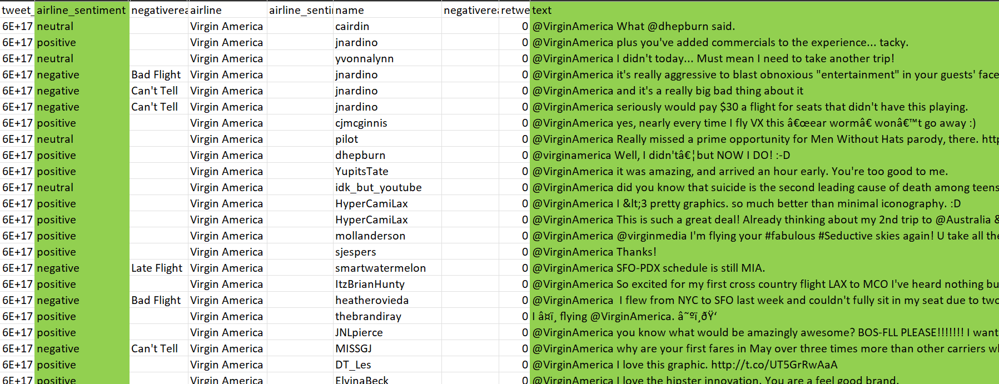 tweet_ airline_sentiment negativerea airline airline_senti name negativerea retwe text
6E+17 neutral Virgin America cairdin 0 @VirginAmerica What @dhepburn said.
6E+17 positive Virgin America jnardino 0 @VirginAmerica plus you've added commercials to the experience... tacky.
6E+17 neutral Virgin America yvonnalynn 0 @VirginAmerica I didn't today... Must mean I need to take another trip!
6E+17 negative Bad Flight Virgin America jnardino 0 @VirginAmerica it's really aggressive to blast obnoxious "entertainment" in your guests' face
6E+17 negative Can't Tell Virgin America jnardino 0 @VirginAmerica and it's a really big bad thing about it
6E+17 negative Can't Tell Virgin America jnardino 0 @VirginAmerica seriously would pay $30 a flight for seats that didn't have this playing.
6E+17 positive Virgin America cjmcginnis 0 @VirginAmerica yes, nearly every time I fly VX this â€œear wormâ€ wonâ€™t go away :)
6E+17 neutral Virgin America pilot 0 @VirginAmerica Really missed a prime opportunity for Men Without Hats parody, there. http
6E+17 positive Virgin America dhepburn 0 @virginamerica Well, I didn'tâ€¦but NOW I DO! :-D
6E+17 positive Virgin America YupitsTate 0 @VirginAmerica it was amazing, and arrived an hour early. You're too good to me.
6E+17 neutral Virgin America idk_but_youtube 0 @VirginAmerica did you know that suicide is the second leading cause of death among teens
6E+17 positive Virgin America HyperCamiLax 0 @VirginAmerica I &lt;3 pretty graphics. so much better than minimal iconography. :D
6E+17 positive Virgin America HyperCamiLax 0 @VirginAmerica This is such a great deal! Already thinking about my 2nd trip to @Australia &
6E+17 positive Virgin America mollanderson 0 @VirginAmerica @virginmedia I'm flying your #fabulous #Seductive skies again! U take all the
6E+17 positive Virgin America sjespers 0 @VirginAmerica Thanks!
6E+17 negative Late Flight Virgin America smartwatermelon 0 @VirginAmerica SFO-PDX schedule is still MIA.
6E+17 positive Virgin America ItzBrianHunty 0 @VirginAmerica So excited for my first cross country flight LAX to MCO I've heard nothing bu
6E+17 negative Bad Flight Virgin America heatherovieda 0 @VirginAmerica  I flew from NYC to SFO last week and couldn't fully sit in my seat due to two
6E+17 positive Virgin America thebrandiray 0 I â¤ï¸ flying @VirginAmerica. â˜ºï¸ðŸ‘
6E+17 positive Virgin America JNLpierce 0 @VirginAmerica you know what would be amazingly awesome? BOS-FLL PLEASE!!!!!!! I want
6E+17 negative Can't Tell Virgin America MISSGJ 0 @VirginAmerica why are your first fares in May over three times more than other carriers wh
6E+17 positive Virgin America DT_Les 0 @VirginAmerica I love this graphic. http://t.co/UT5GrRwAaA
6E+17 positive Virgin America ElvinaBeck 0 @VirginAmerica I love the hipster innovation. You are a feel good brand.